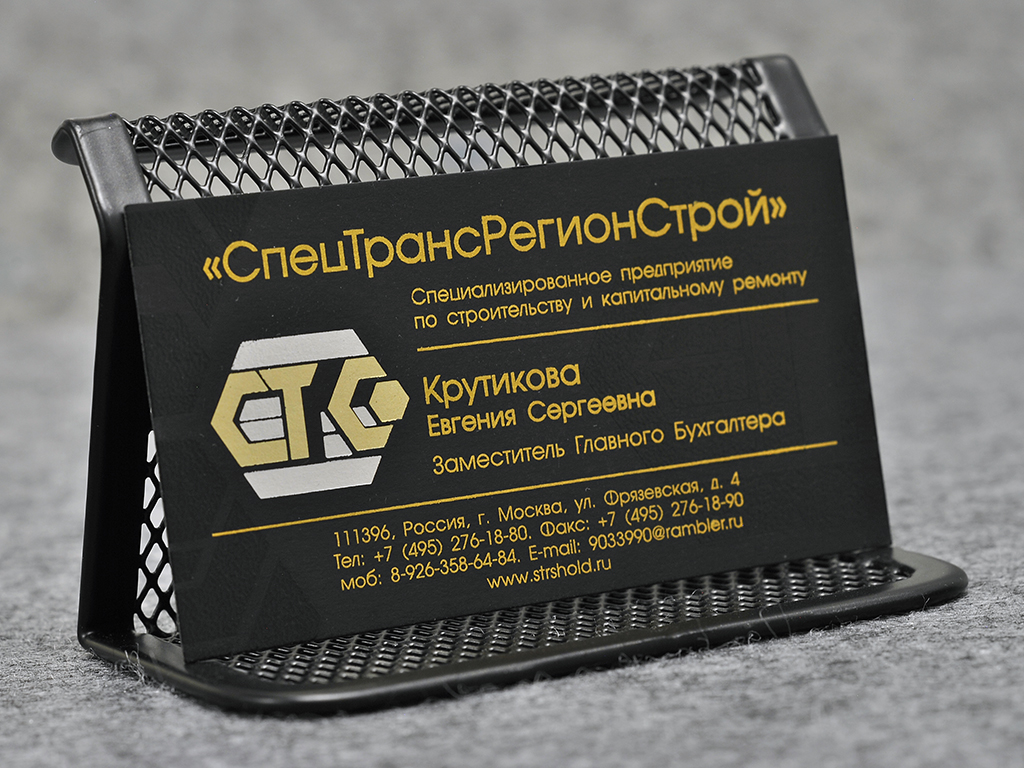 «СпецТрансРегионСтрой»
Специализированное предприятие
по строительству и капитальному ремонту
СТРС
Крутикова
Евгения Сергеевна
Заместитель Главного Бухгалтера
111396, Россия, г. Москва, ул. Фрязевская, д. 4
Тел: +7 (495) 276-18-80. Факс: +7 (495) 276-18-90
моб: 8-926-358-64-84. E-mail: 9033990@rambler.ru
www.strshold.ru